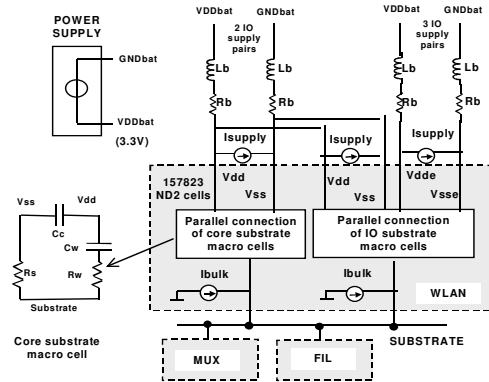 POWER
SUPPLY
GNDbat
VDDbat
(3.3V)
VDDbat
GNDbat
2 IO
supply
pairs
VDDbat
GNDbat
3 IO
supply
pairs
Lb
Lb
Lb
Lb
Rb
Rb
Rb
Rb
Isupply
Isupply
Isupply
157823
ND2 cells
Vdd
Vss
Vdd
Vss
Vdde
Vsse
Parallel connection
of core substrate
macro cells
Parallel connection
of IO substrate
macro cells
Ibulk
Ibulk
WLAN
SUBSTRATE
MUX
FIL
Vss
Vdd
Cc
Cw
Rs
Rw
Substrate
Core substrate
macro cell